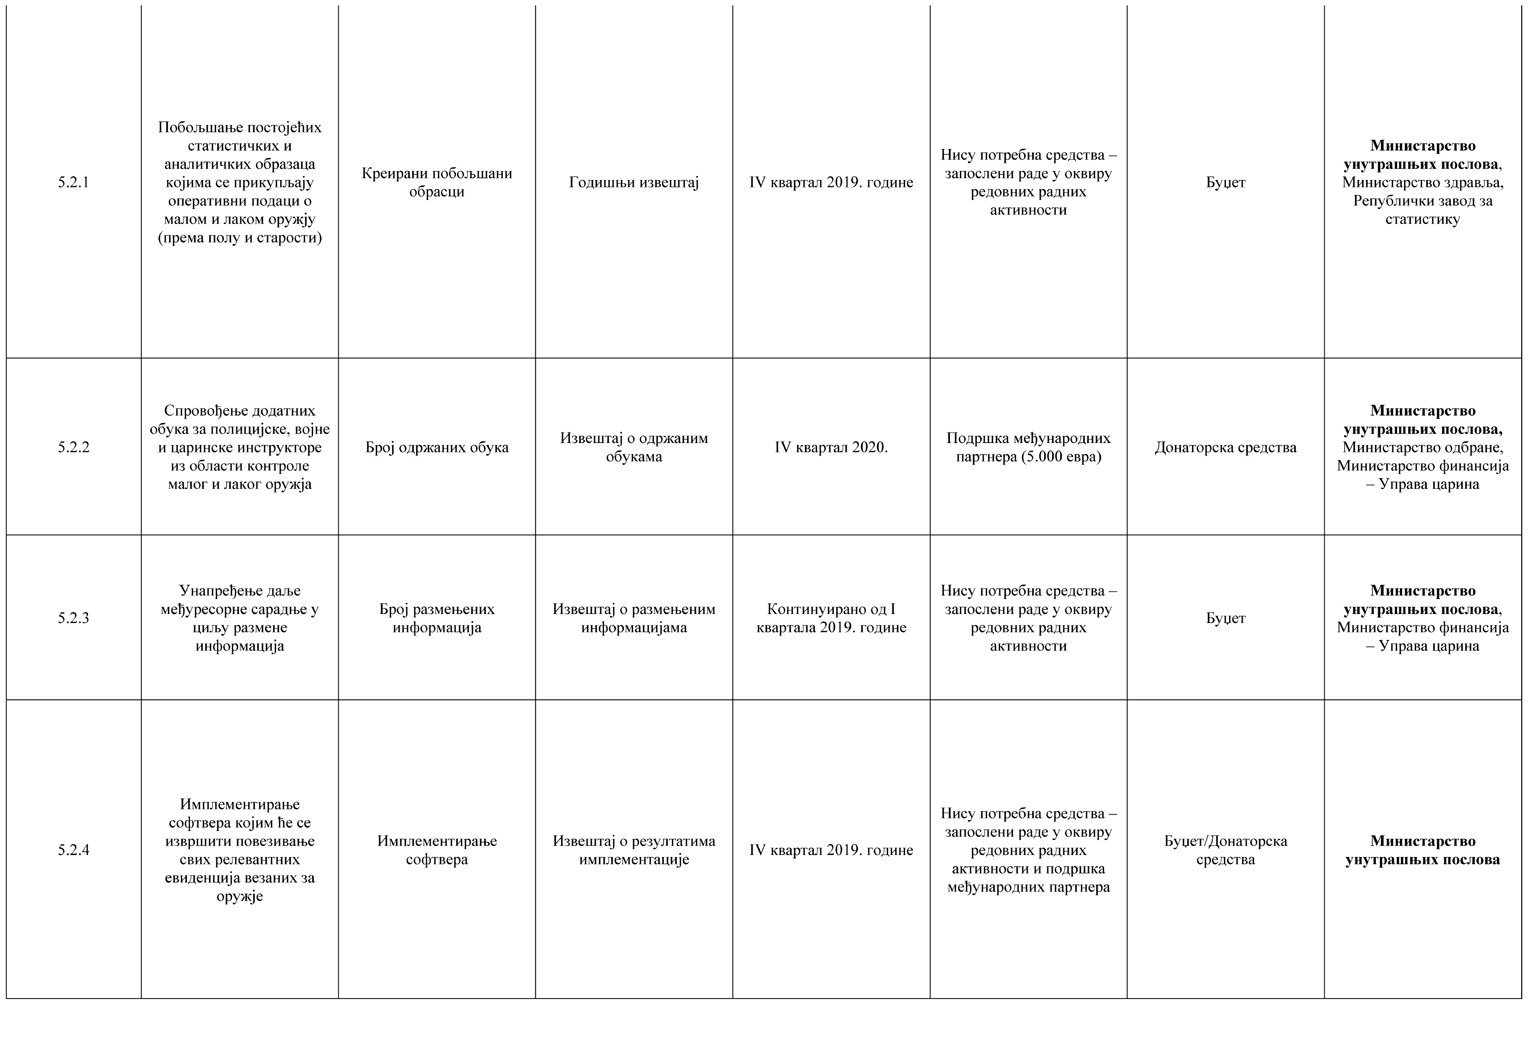 5.2.1
Побољшање постојећих
статистичких и
аналитичких образаца
којима се прикупљају
оперативни подаци о
малом и лаком оружју
(према полу и старости)
Креирани побољшани
обрасци
Годишњи извештај
IV квартал 2019. године
Нису потребна средства –
запослени раде у оквиру
редовних радних
активности
Буџет
Министарство
унутрашњих послова,
Министарство здравља,
Републички завод за
статистику
5.2.2
Спровођење додатних
обука за полицијске, војне
и царинске инструкторе
из области контроле
малог и лаког оружја
Број одржаних обука
Извештај о одржаним
обукама
IV квартал 2020.
Подршка међународних
партнера (5.000 евра)
Донаторска средства
Министарство
унутрашњих послова,
Министарство одбране,
Министарство финансија
– Управа царина
5.2.3
Унапређење даље
међуресорне сарадње у
циљу размене
информација
Број размењених
информација
Извештај о размењеним
информацијама
Континуирано од I
квартала 2019. године
Нису потребна средства –
запослени раде у оквиру
редовних радних
активности
Буџет
Министарство
унутрашњих послова,
Министарство финансија
– Управа царина
5.2.4
Имплементирање
софтвера којим ће се
извршити повезивање
свих релевантних
евиденција везаних за
оружје
Имплементирање
софтвера
Извештај о резултатима
имплементације
IV квартал 2019. године
Нису потребна средства –
запослени раде у оквиру
редовних радних
активности и подршка
међународних партнера
Буџет/Донаторска
средства
Министарство
унутрашњих послова